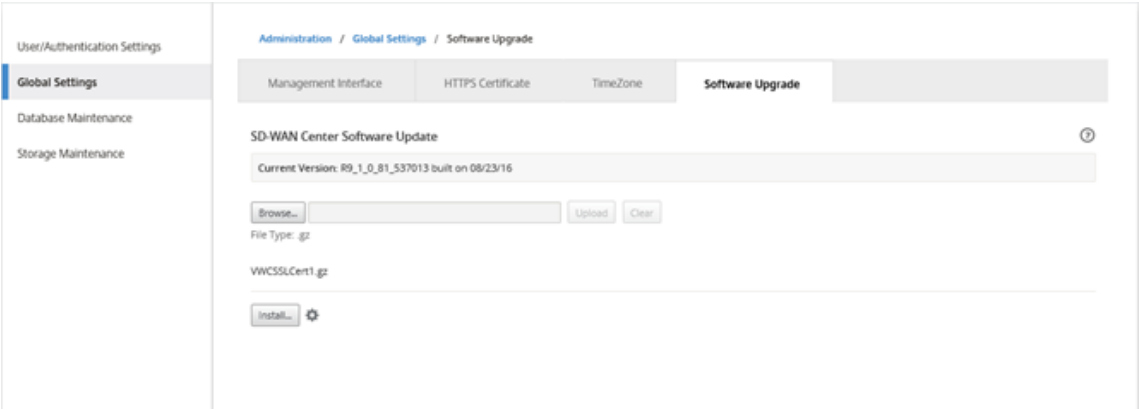 User/Authentication Settings
Global Settings
Database Maintenance
Storage Maintenance
Administration / Global Settings / Software Upgrade
Management Interface HTTPS Certificate TimeZone Software Upgrade
SD-WAN Center Software Update
?
Current Version: R9_1_0_81_537013 built on 08/23/16
Browse... Upload Clear
File Type: .gz
VWCSSLCert1.gz
Install...